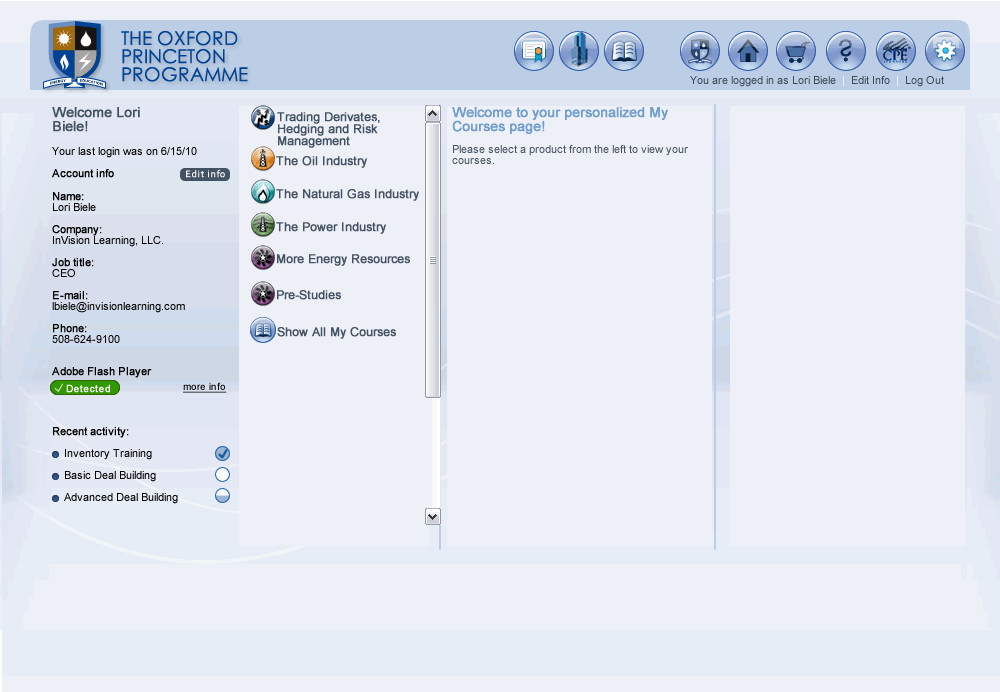 THE OXFORD
PRINCETON
PROGRAMME
ENERGY EDUCATION
CPE
You are logged in as Lori Biele | Edit Info | Log Out
Welcome Lori
Biele!
Your last login was on 6/15/10
Account info
Edit info
Name:
Lori Biele
Company:
InVision Learning, LLC.
Job title:
CEO
E-mail:
lbiele@invisionlearning.com
Phone:
508-624-9100
Adobe Flash Player
Detected
more info
Recent activity:
Inventory Training
Basic Deal Building
Advanced Deal Building
Trading Derivates,
Hedging and Risk
Management
The Oil Industry
The Natural Gas Industry
The Power Industry
More Energy Resources
Pre-Studies
Show All My Courses
Welcome to your personalized My
Courses page!
Please select a product from the left to view your
courses.